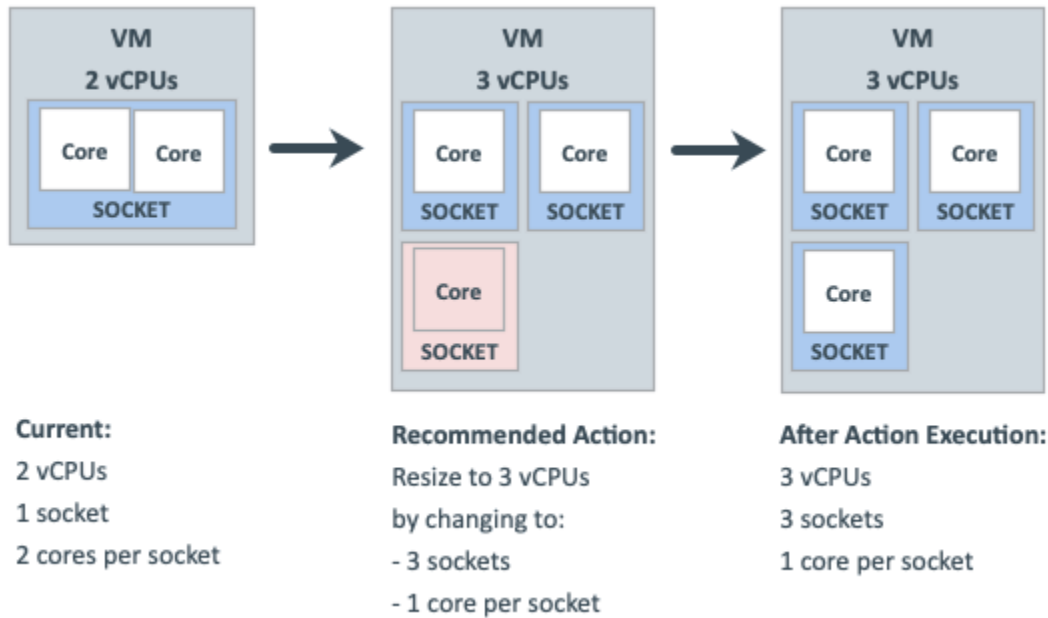 VM
2 vCPUs
Core Core
SOCKET
VM
3 vCPUs
Core Core
SOCKET SOCKET
Core
SOCKET
VM
3 vCPUs
Core Core
SOCKET SOCKET
Core
SOCKET
Current:
2 vCPUs
1 socket
2 cores per socket
Recommended Action:
Resize to 3 vCPUs
by changing to:
- 3 sockets
- 1 core per socket
After Action Execution:
3 vCPUs
3 sockets
1 core per socket